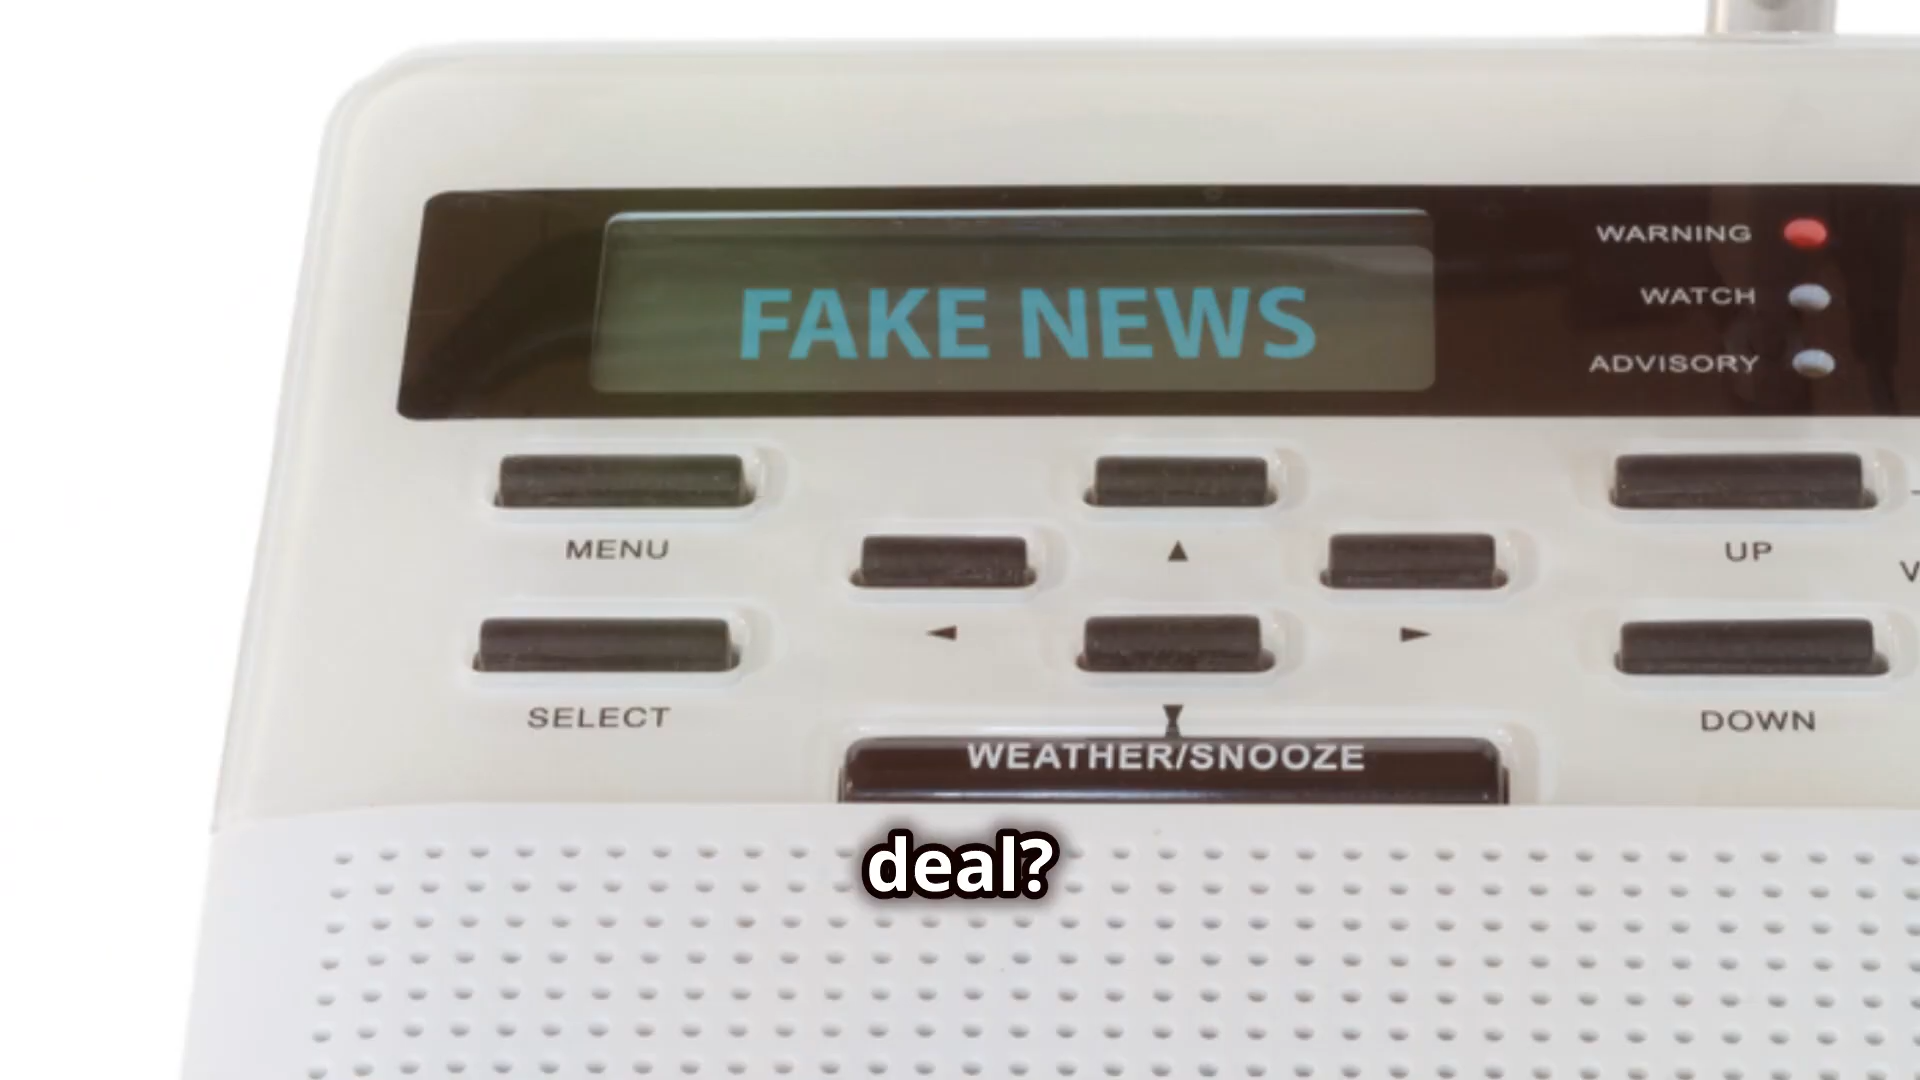 WARNING
FAKE NEWS
WATCH
ADVISORY
MENU
UP
SELECT
DOWN
WEATHER/SNOOZE
deal?